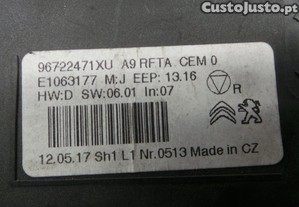 CustoJusto.pt
96722471XU A9 RFTA CEM 0
E1063177 M:J EEP: 13.16
HW:D SW:06.01 In:07
R
12.05.17 Sh1 L1 Nr.0513 Made in CZ